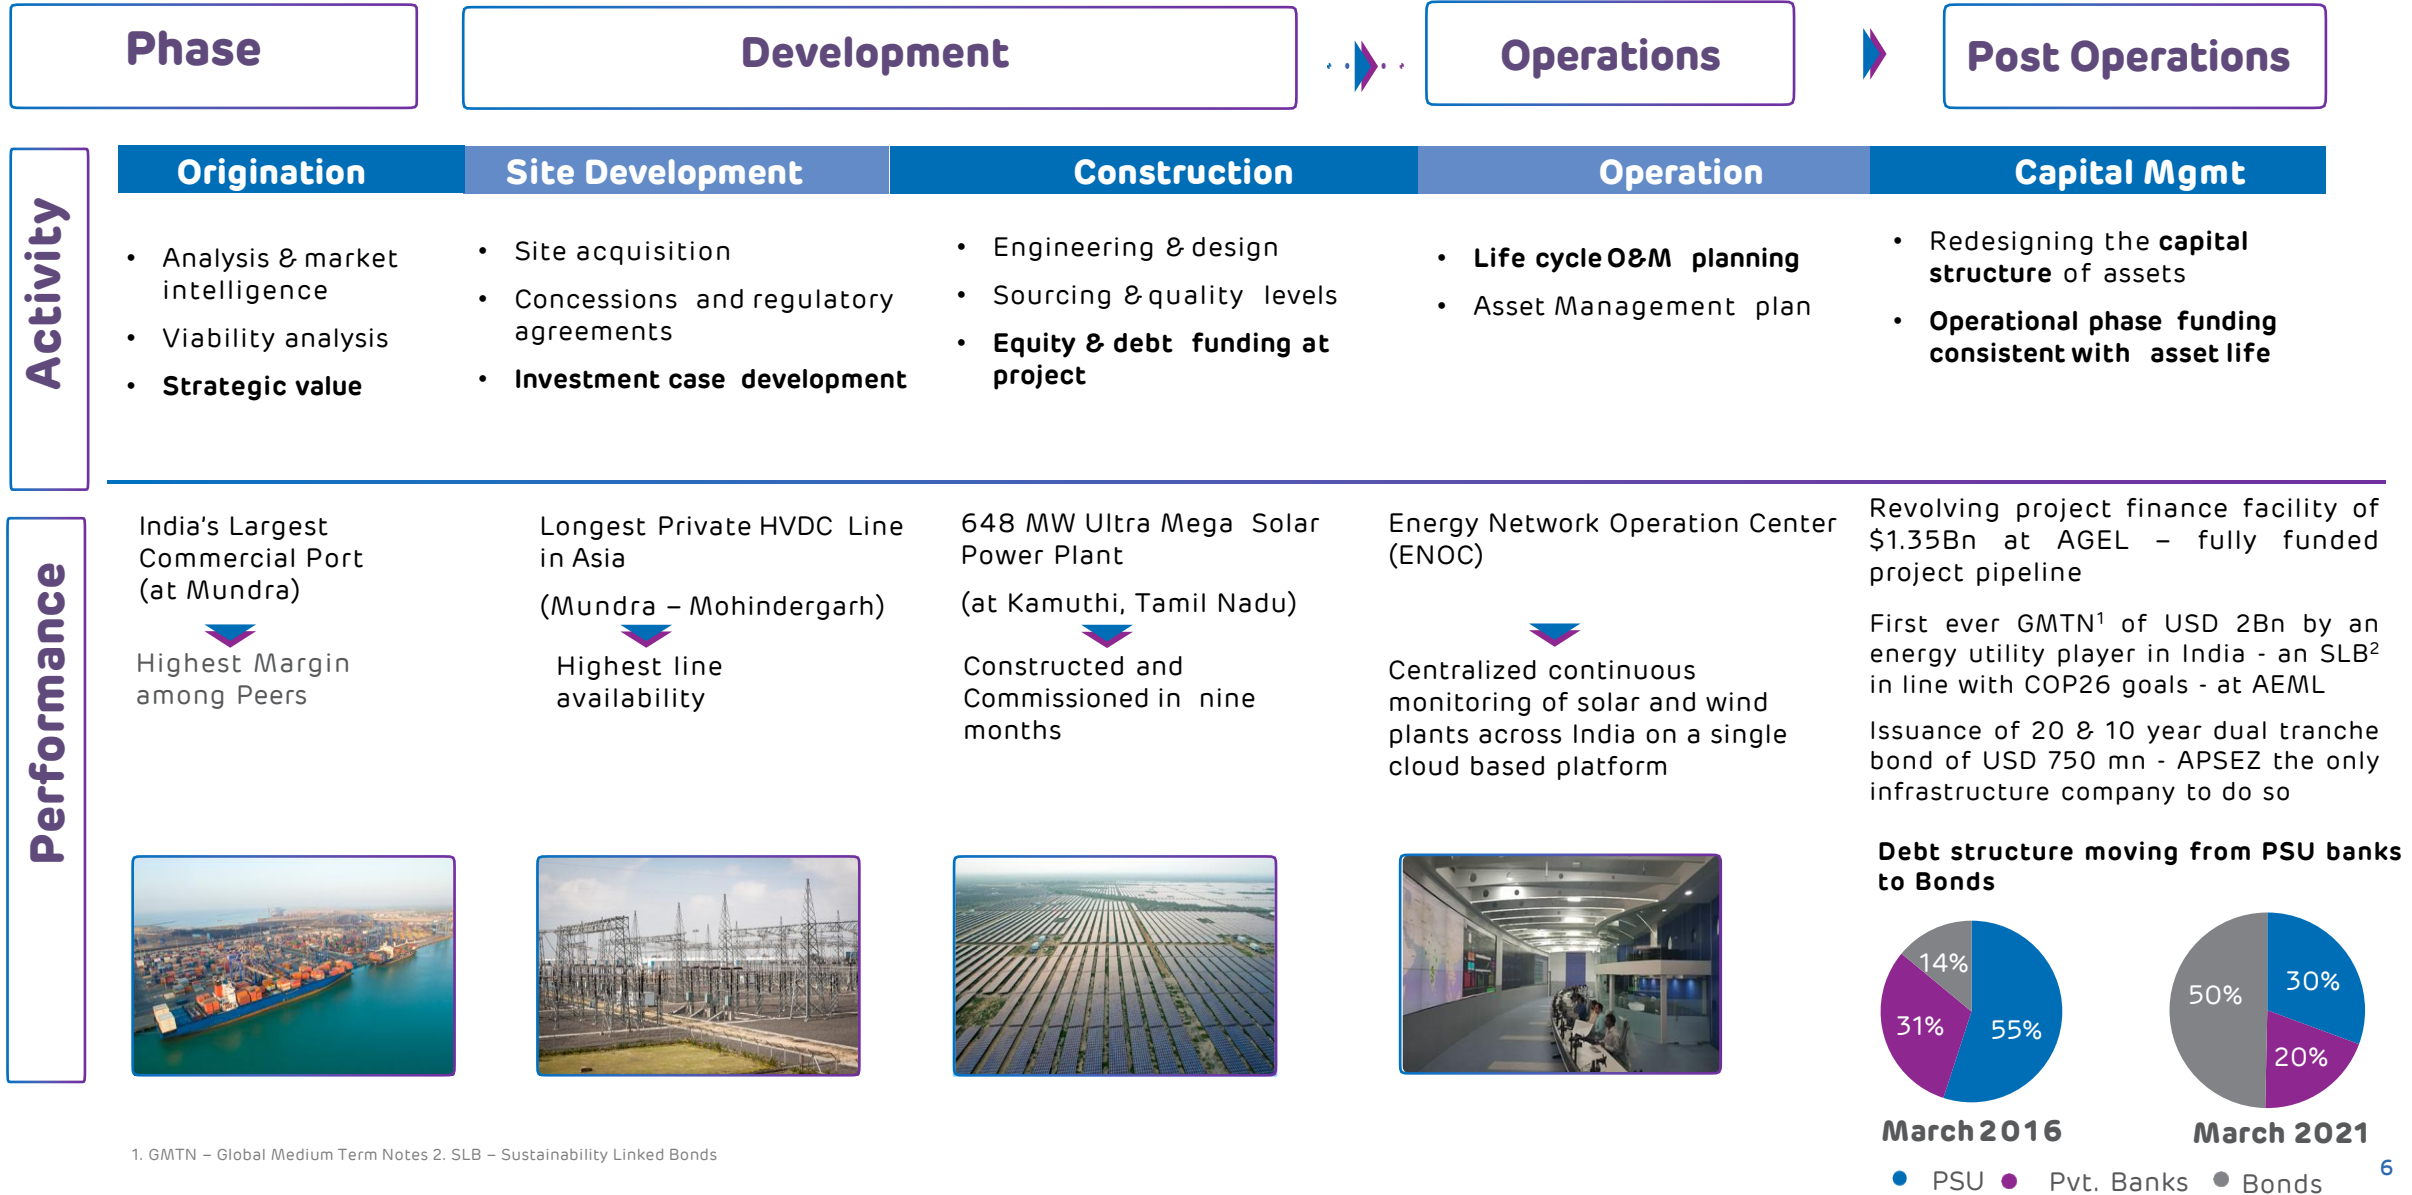 Phase
Development
Operations
Post Operations
Activity
Origination
Site Development
Construction
Operation
Capital Mgmt
• Analysis & market
intelligence
• Viability analysis
• Strategic value
• Site acquisition
• Concessions and regulatory
agreements
• Investment case development
• Engineering & design
• Sourcing & quality levels
• Equity & debt funding at
project
• Life cycle O&M planning
• Asset Management plan
• Redesigning the capital
structure of assets
• Operational phase funding
consistent with asset life
Performance
India's Largest
Commercial Port
(at Mundra)
Highest Margin
among Peers
Longest Private HVDC Line
in Asia
(Mundra – Mohindergarh)
Highest line
availability
648 MW Ultra Mega Solar
Power Plant
(at Kamuthi, Tamil Nadu)
Constructed and
Commissioned in nine
months
Energy Network Operation Center
(ENOC)
Centralized continuous
monitoring of solar and wind
plants across India on a single
cloud based platform
Revolving project finance facility of
$1.35Bn at AGEL – fully funded
project pipeline
First ever GMTN1 of USD 2Bn by an
energy utility player in India - an SLB2
in line with COP26 goals - at AEML
Issuance of 20 & 10 year dual tranche
bond of USD 750 mn - APSEZ the only
infrastructure company to do so
Debt structure moving from PSU banks
to Bonds
14%
31%
55%
March 2016
50%
30%
20%
March 2021
PSU
Pvt. Banks
Bonds
1. GMTN – Global Medium Term Notes 2. SLB – Sustainability Linked Bonds
6